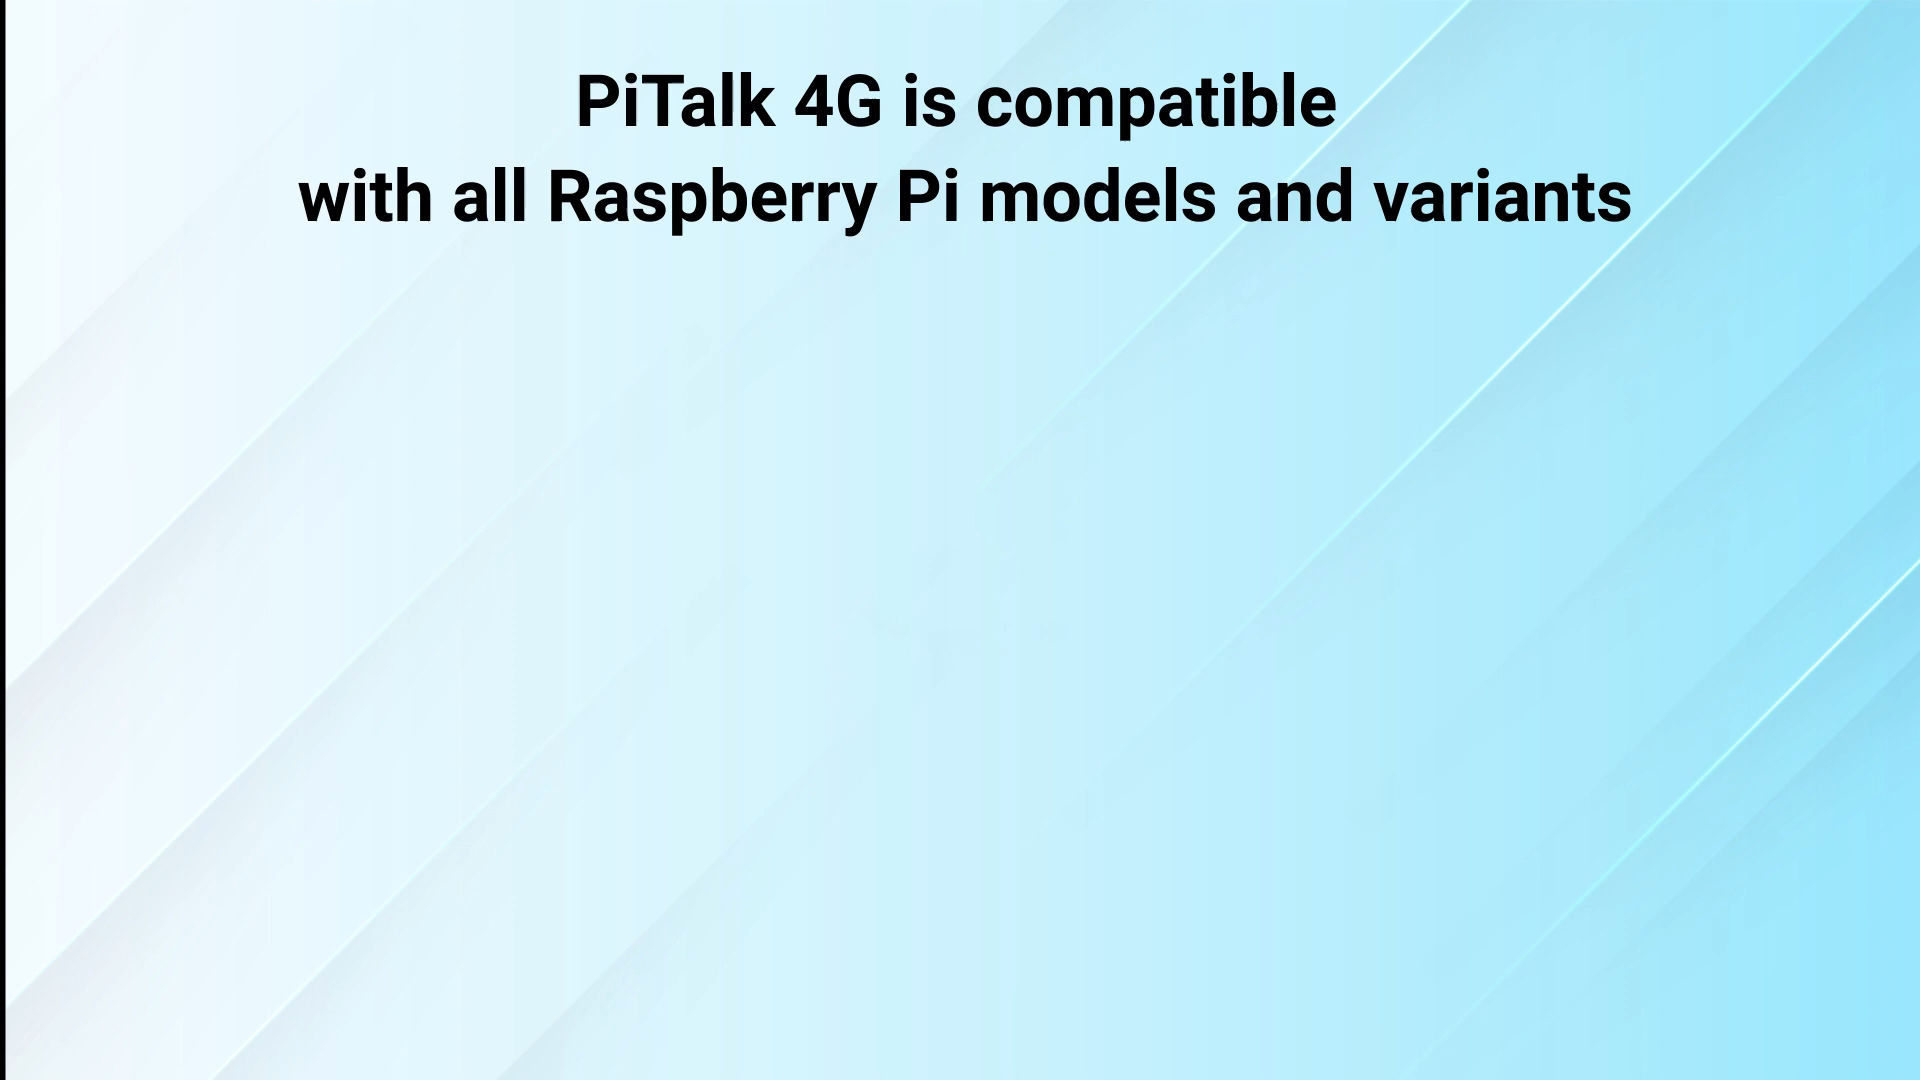 PiTalk 4G is compatible
with all Raspberry Pi models and variants